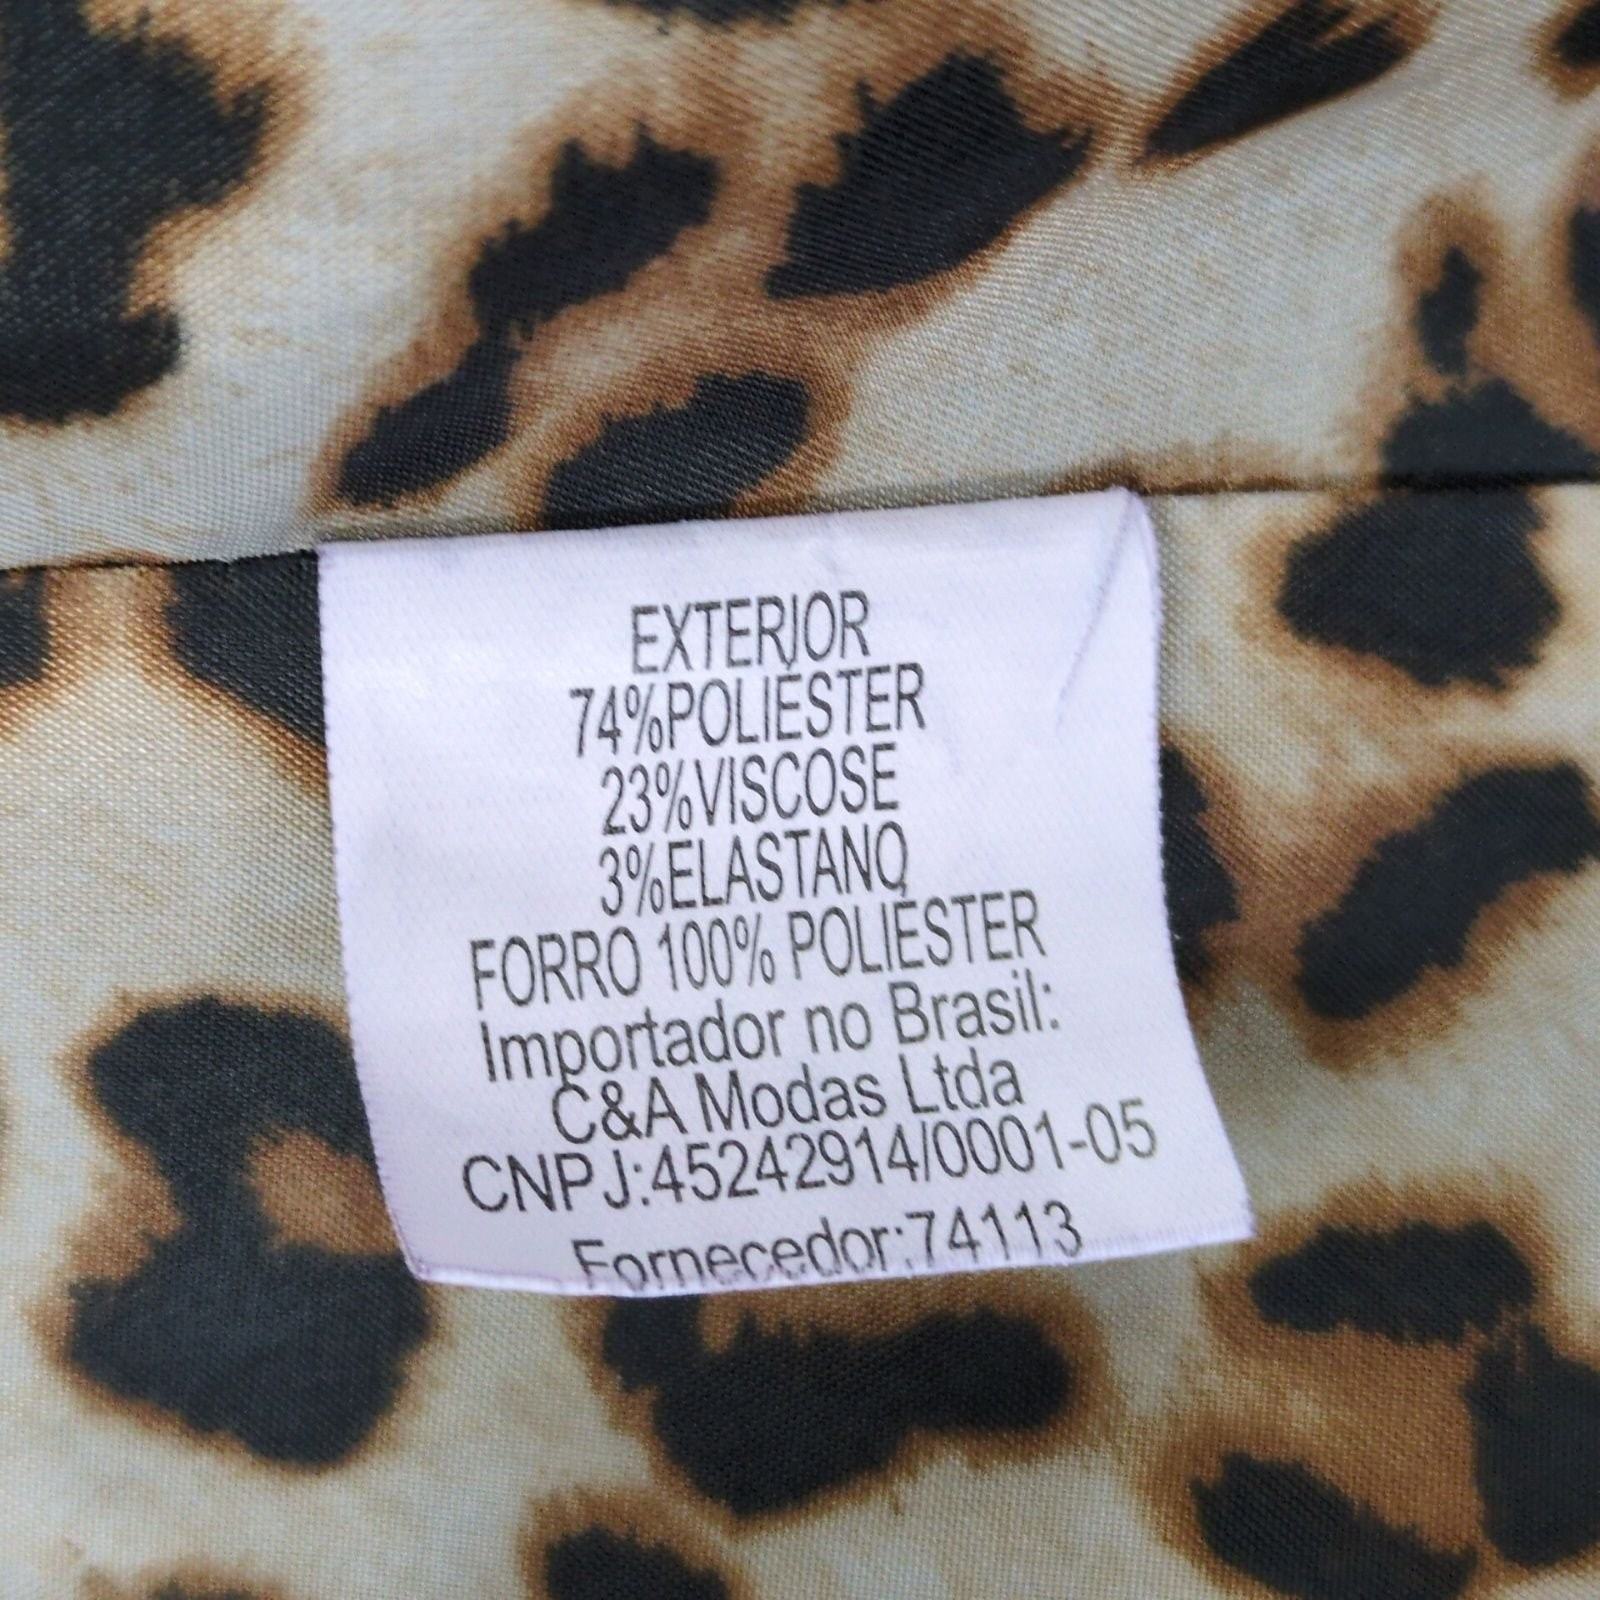 EXTERIOR
74%POLIÉSTER
23%VISCOSE
3%ELASTANO
FORRO 100% POLIÉSTER
Importador no Brasil:
C&A Modas Ltda
CNPJ:45242914/0001-05
Fornecedor:74113